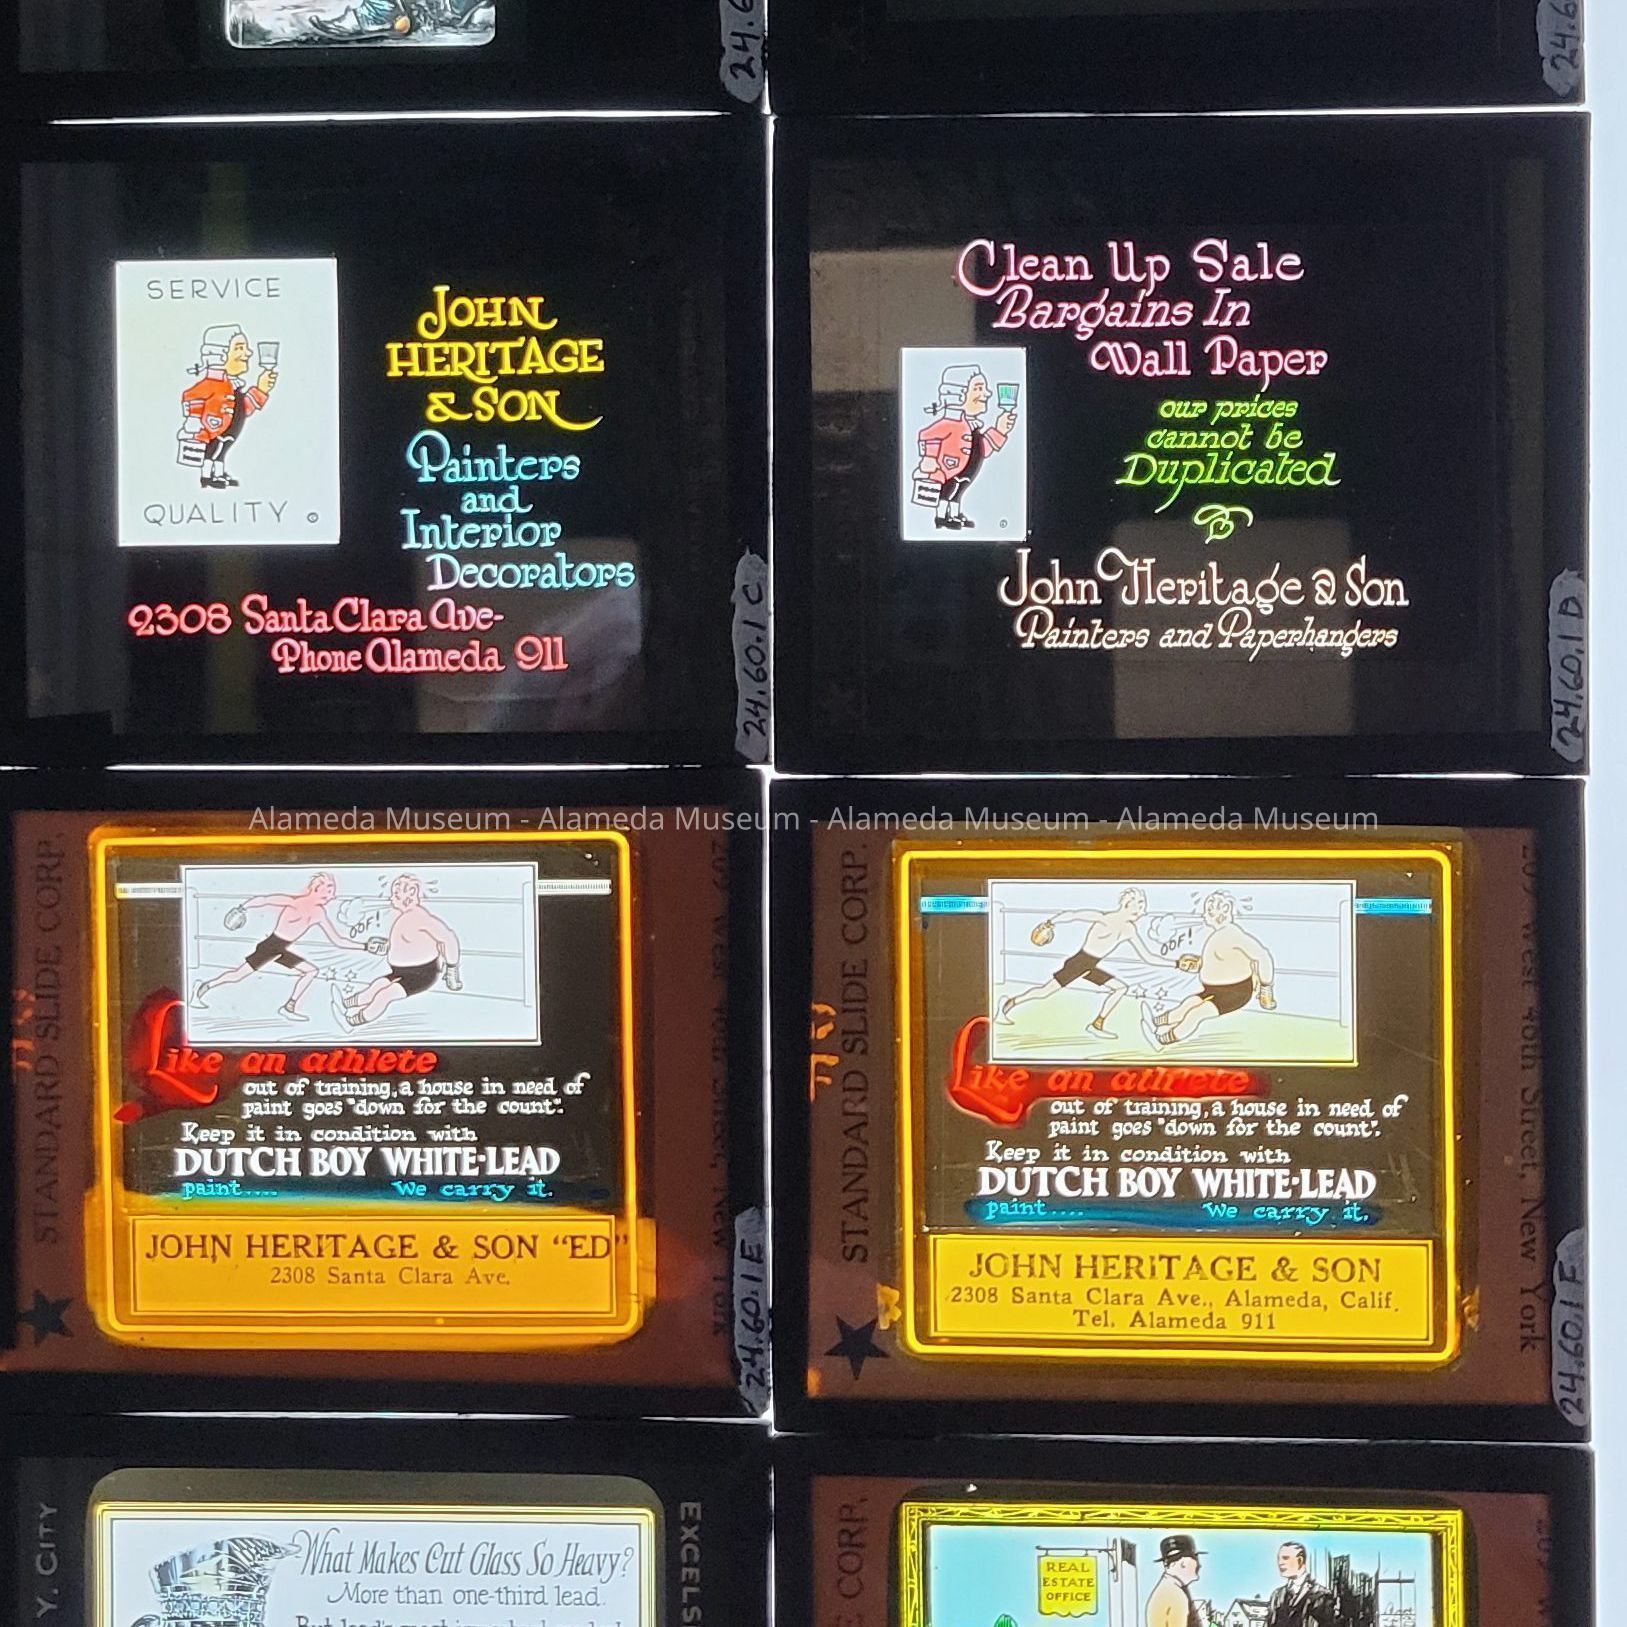 24.6
24.6
SERVICE
QUALITY ©
JOHN
HERITAGE
& SON
Painters
and
Interior
Decorators
2308 Santa Clara Ave-
Phone Alameda 911
24.60.1 C
Clean Up Sale
Bargains In
Wall Paper
our prices
cannot be
Duplicated
©
John Heritage & Son
Painters and Paperhangers
24.60.1 D
Alameda Museum - Alameda Museum - Alameda Museum - Alameda Museum
STANDARD SLIDE CORP.
OOF!
Like an athlete
out of training, a house in need of
paint goes "down for the count".
Keep it in condition with
DUTCH BOY WHITE-LEAD
paint.... We carry it.
JOHN HERITAGE & SON "ED"
2308 Santa Clara Ave.
24.60.1 E
STANDARD SLIDE CORP.
OOF!
Like an athlete
out of training, a house in need of
paint goes "down for the count".
Keep it in condition with
DUTCH BOY WHITE-LEAD
paint.... We carry it.
JOHN HERITAGE & SON
2308 Santa Clara Ave., Alameda, Calif.
Tel. Alameda 911
West 48th Street, New York
24.60.1 F
Y. CITY
What Makes Cut Glass So Heavy?
More than one-third lead.
EXCELS
CORP.
REAL
ESTATE
OFFICE